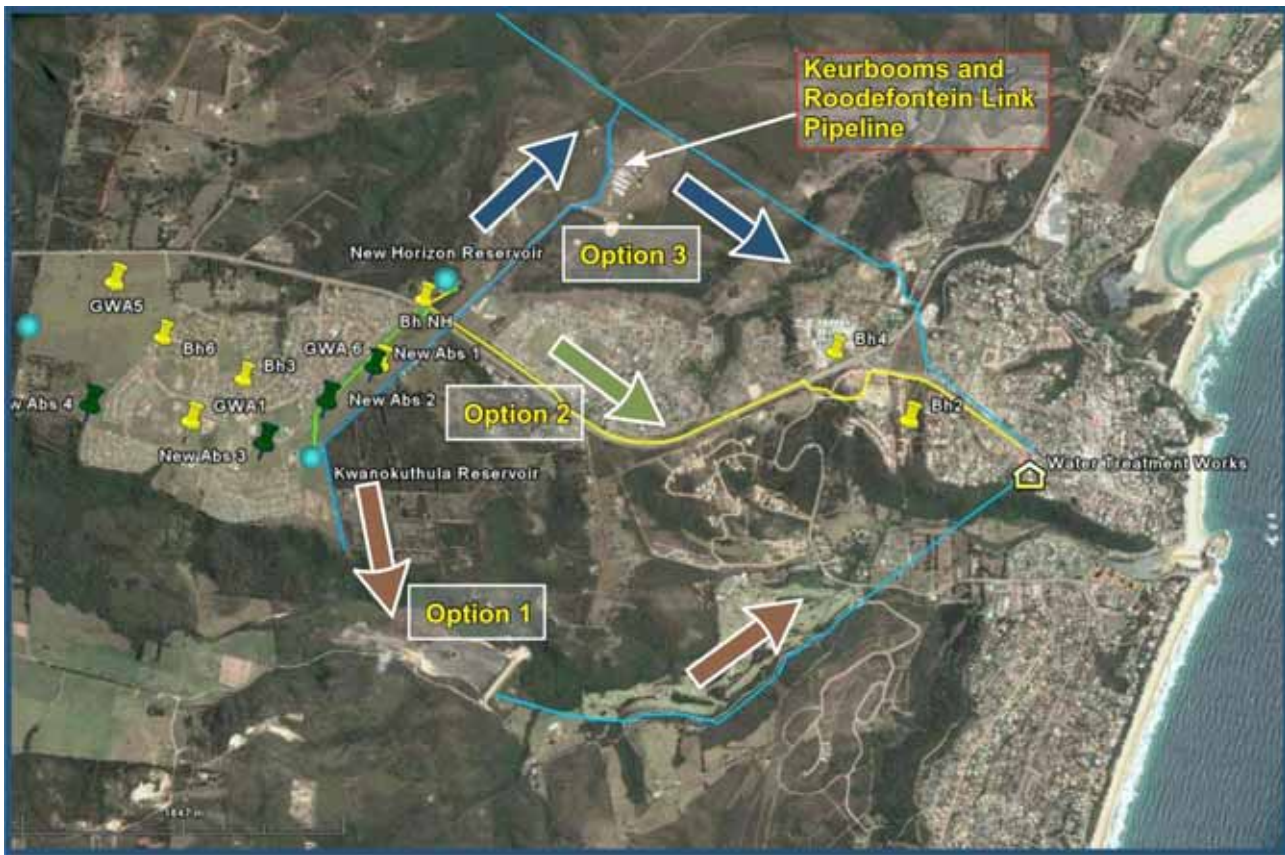 Keurbooms and
Roodefontein Link
Pipeline
New Horizon Reservoir
Option 3
GWA5
Bh NH
Bh6
GWA 6
New Abs 1
Bh4
Bh3
New Abs 2
Option 2
w Abs 4
GWA1
Bh2
New Abs 3
Kwanokuthula Reservoir
Water Treatment Works
Option 1
1847 m